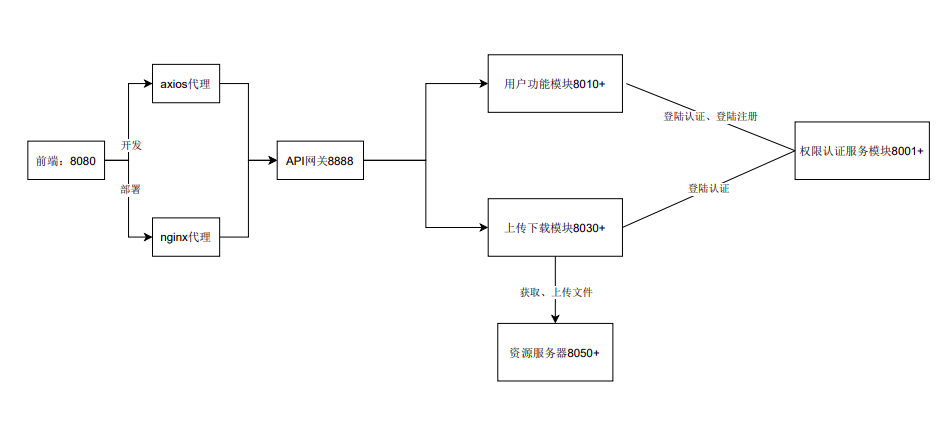 axios代理
用户功能模块8010+
登陆认证、登陆注册
开发
前端：8080
API网关8888
权限认证服务模块8001+
部署
登陆认证
nginx代理
上传下载模块8030+
获取、上传文件
资源服务器8050+